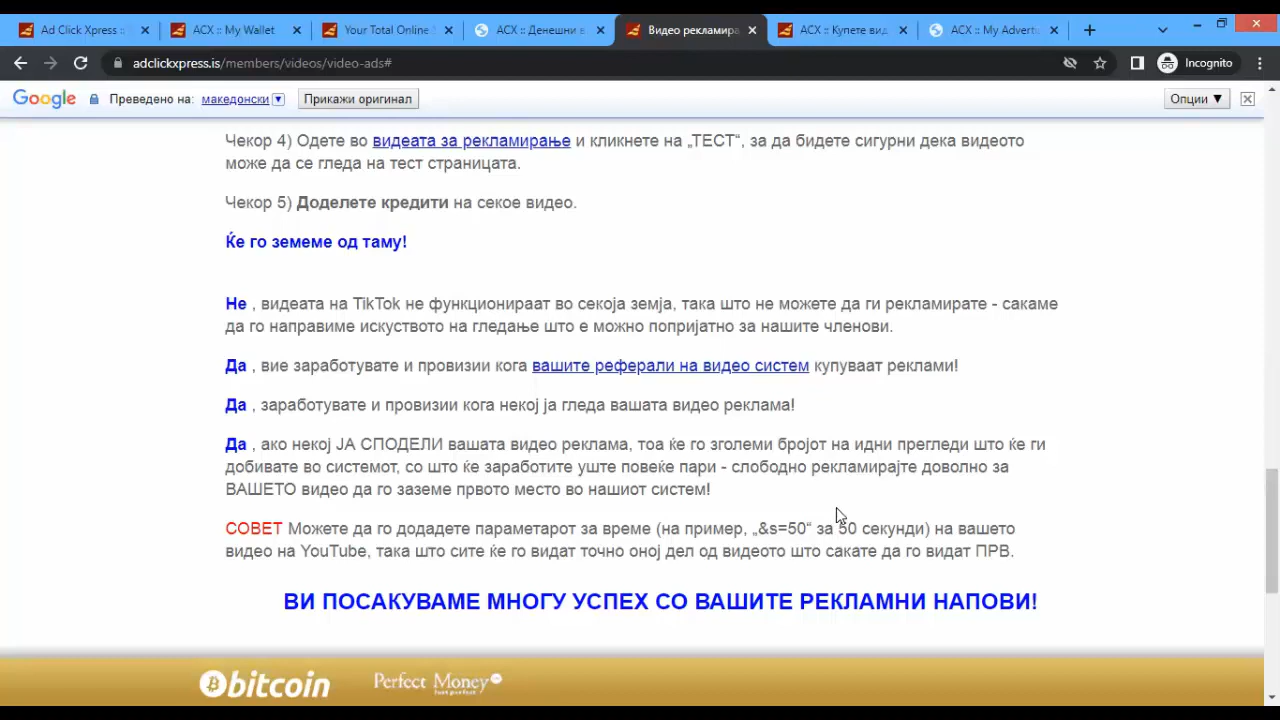 Ad Click Xpress ::
ACX :: My Wallet
Your Total Online
ACX :: Денешни
Видео рекламира
ACX :: Купете вид
ACX :: My Adverti
adclickxpress.is/members/videos/video-ads#
Incognito
Google Преведено на: македонски Прикажи оригинал Опции ▼
Чекор 4) Одете во видеата за рекламирање и кликнете на „ТЕСТ“, за да бидете сигурни дека видеото
може да се гледа на тест страницата.
Чекор 5) Доделете кредити на секое видео.
Ќе го земеме од таму!
Не , видеата на TikTok не функционираат во секоја земја, така што не можете да ги рекламирате - сакаме
да го направиме искуството на гледање што е можно попријатно за нашите членови.
Да , вие заработувате и провизии кога вашите реферали на видео систем купуваат реклами!
Да , заработувате и провизии кога некој ја гледа вашата видео реклама!
Да , ако некој ЈА СПОДЕЛИ вашата видео реклама, тоа ќе го зголеми бројот на идни прегледи што ќе ги
добивате во системот, со што ќе заработите уште повеќе пари - слободно рекламирајте доволно за
ВАШЕТО видео да го заземе првото место во нашиот систем!
СОВЕТ Можете да го додадете параметарот за време (на пример, „&s=50“ за 50 секунди) на вашето
видео на YouTube, така што сите ќе го видат точно оној дел од видеото што сакате да го видат ПРВ.
ВИ ПОСАКУВАМЕ МНОГУ УСПЕХ СО ВАШИТЕ РЕКЛАМНИ НАПОВИ!
bitcoin
Perfect Money